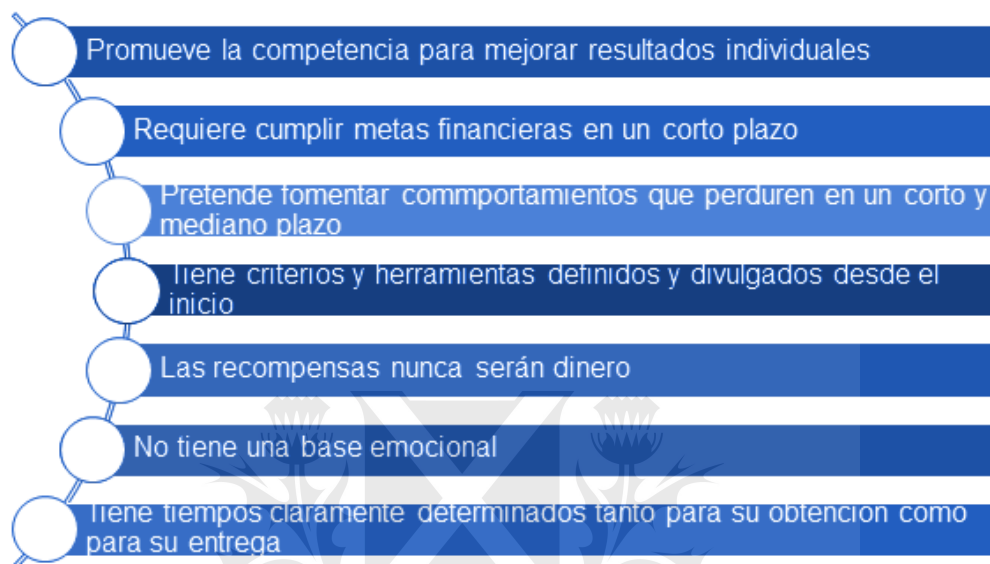 Promueve la competencia para mejorar resultados individuales
Requiere cumplir metas financieras en un corto plazo
Pretende fomentar commportamientos que perduren en un corto y
mediano plazo
Tiene criterios y herramientas definidos y divulgados desde el
inicio
Las recompensas nunca serán dinero
No tiene una base emocional
Tiene tiempos claramente determinados tanto para su obtención como
para su entrega